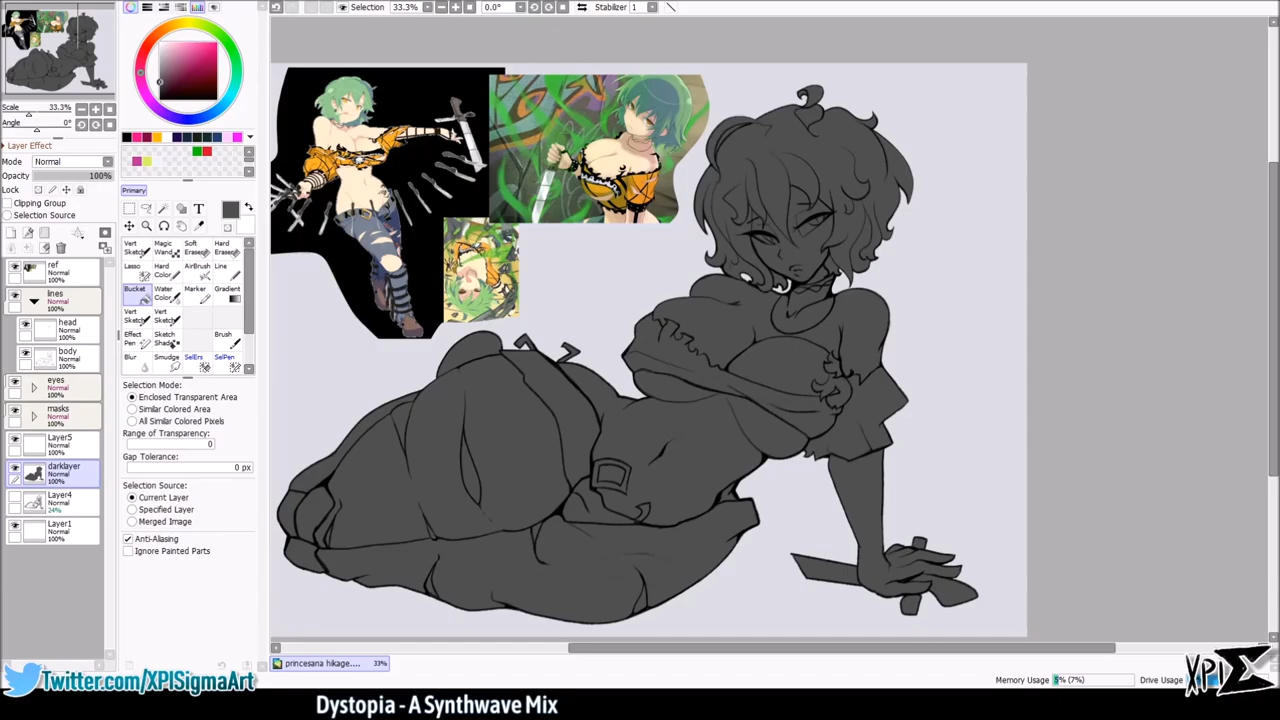 Selection
33.3%
0.0°
Stabilizer 1
Scale 33.3%
Angle 0°
Layer Effect
Mode Normal
Opacity 100%
Lock
Clipping Group
Selection Source
ref
Normal
100%
lines
Normal
100%
head
Normal
100%
body
Normal
100%
eyes
Normal
100%
masks
Normal
100%
Layer5
Normal
100%
darklayer
Normal
100%
Layer4
Normal
24%
Layer1
Normal
100%
Primary
T
Vert Sketch
Magic Wand
Soft Eraser
Hard Eraser
Lasso
Hard Color
AirBrush
Line
Bucket
Water Color
Marker
Gradient
Vert Sketch
Vert Sketch
Effect Pen
Sketch Shade
Brush
Blur
Smudge
SelErs
SelPen
Selection Mode:
Enclosed Transparent Area
Similar Colored Area
All Similar Colored Pixels
Range of Transparency:
0
Gap Tolerance:
0 px
Selection Source:
Current Layer
Specified Layer
Merged Image
Anti-Aliasing
Ignore Painted Parts
princesana hikage.... 33%
Memory Usage 5% (7%)
Drive Usage
Twitter.com/XPISigmaArt
XPI
Dystopia - A Synthwave Mix